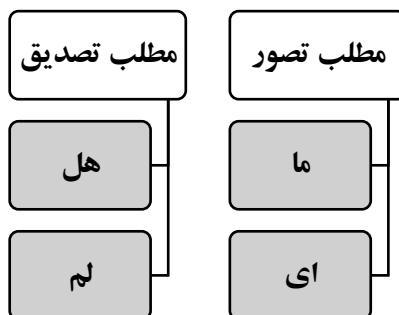 مطلب تصور
ما
ای
مطلب تصدیق
هل
لم